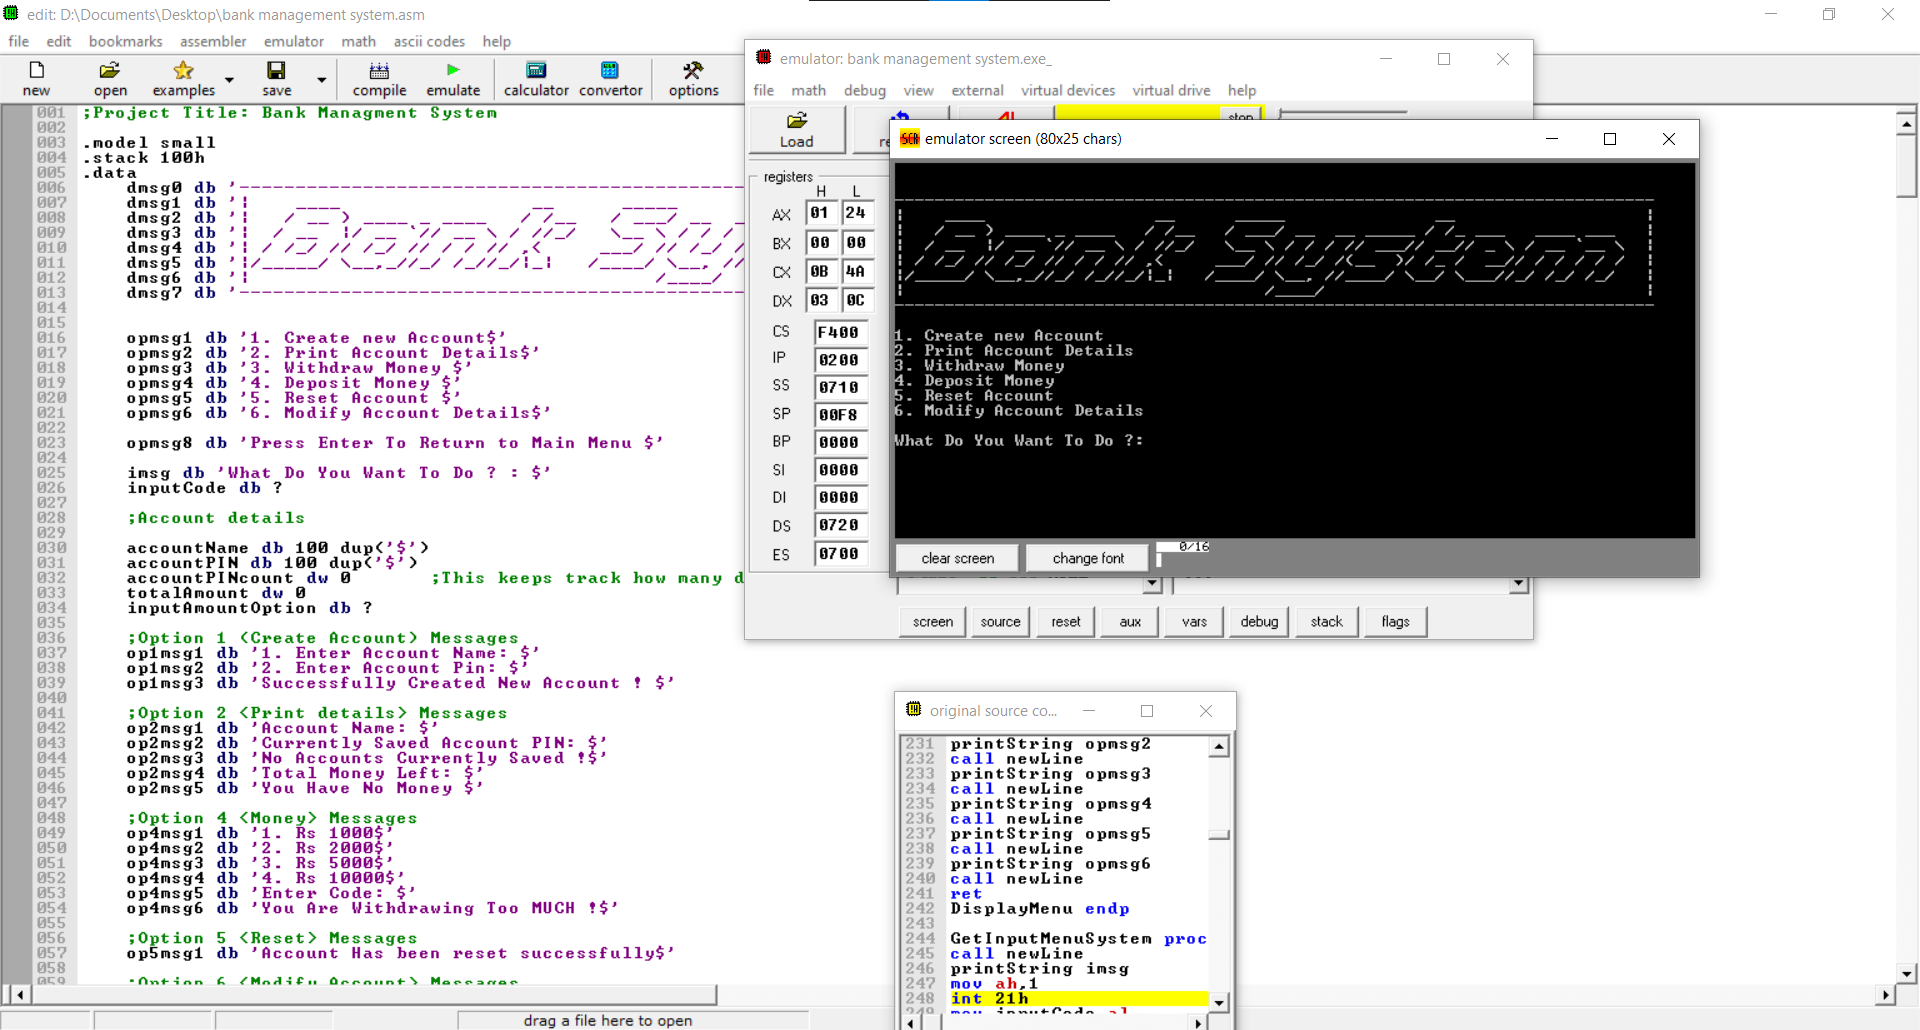 edit: D:\Documents\Desktop\bank management system.asm
file edit bookmarks assembler emulator math ascii codes help
new open examples save compile emulate calculator convertor options
001 ;Project Title: Bank Managment System
002
003 .model small
004 .stack 100h
005 .data
006 dmsg0 db '
007 dmsg1 db '
008 dmsg2 db '
009 dmsg3 db '
010 dmsg4 db '
011 dmsg5 db '
012 dmsg6 db '
013 dmsg7 db '
014
015
016 opmsg1 db '1. Create new Account$'
017 opmsg2 db '2. Print Account Details$'
018 opmsg3 db '3. Withdraw Money $'
019 opmsg4 db '4. Deposit Money $'
020 opmsg5 db '5. Reset Account $'
021 opmsg6 db '6. Modify Account Details$'
022
023 opmsg8 db 'Press Enter To Return to Main Menu $'
024
025 imsg db 'What Do You Want To Do ? : $'
026 inputCode db ?
027
028 ;Account details
029
030 accountName db 100 dup('$')
031 accountPIN db 100 dup('$')
032 accountPINcount dw 0 ;This keeps track how many d
033 totalAmount dw 0
034 inputAmountOption db ?
035
036 ;Option 1 (Create Account) Messages
037 op1msg1 db '1. Enter Account Name: $'
038 op1msg2 db '2. Enter Account Pin: $'
039 op1msg3 db 'Successfully Created New Account ! $'
040
041 ;Option 2 (Print details) Messages
042 op2msg1 db 'Account Name: $'
043 op2msg2 db 'Currently Saved Account PIN: $'
044 op2msg3 db 'No Accounts Currently Saved !$'
045 op2msg4 db 'Total Money Left: $'
046 op2msg5 db 'You Have No Money $'
047
048 ;Option 4 (Money) Messages
049 op4msg1 db '1. Rs 1000$'
050 op4msg2 db '2. Rs 2000$'
051 op4msg3 db '3. Rs 5000$'
052 op4msg4 db '4. Rs 10000$'
053 op4msg5 db 'Enter Code: $'
054 op4msg6 db 'You Are Withdrawing Too MUCH !$'
055
056 ;Option 5 (Reset) Messages
057 op5msg1 db 'Account Has been reset successfully$'
058
059 ;Option 6 (Modify Account) Messages
drag a file here to open
emulator: bank management system.exe_
file math debug view external virtual devices virtual drive help
Load
stop
registers
H L
AX 01 24
BX 00 00
CX 0B 4A
DX 03 0C
CS F400
IP 0200
SS 0710
SP 00F8
BP 0000
SI 0000
DI 0000
DS 0720
ES 0700
screen source reset aux vars debug stack flags
emulator screen (80x25 chars)
Bank System
1. Create new Account
2. Print Account Details
3. Withdraw Money
4. Deposit Money
5. Reset Account
6. Modify Account Details
What Do You Want To Do ?:
clear screen change font 0/16
original source co...
231 printString opmsg2
232 call newLine
233 printString opmsg3
234 call newLine
235 printString opmsg4
236 call newLine
237 printString opmsg5
238 call newLine
239 printString opmsg6
240 call newLine
241 ret
242 DisplayMenu endp
243
244 GetInputMenuSystem proc
245 call newLine
246 printString imsg
247 mov ah,1
248 int 21h
249 mov inputCode al